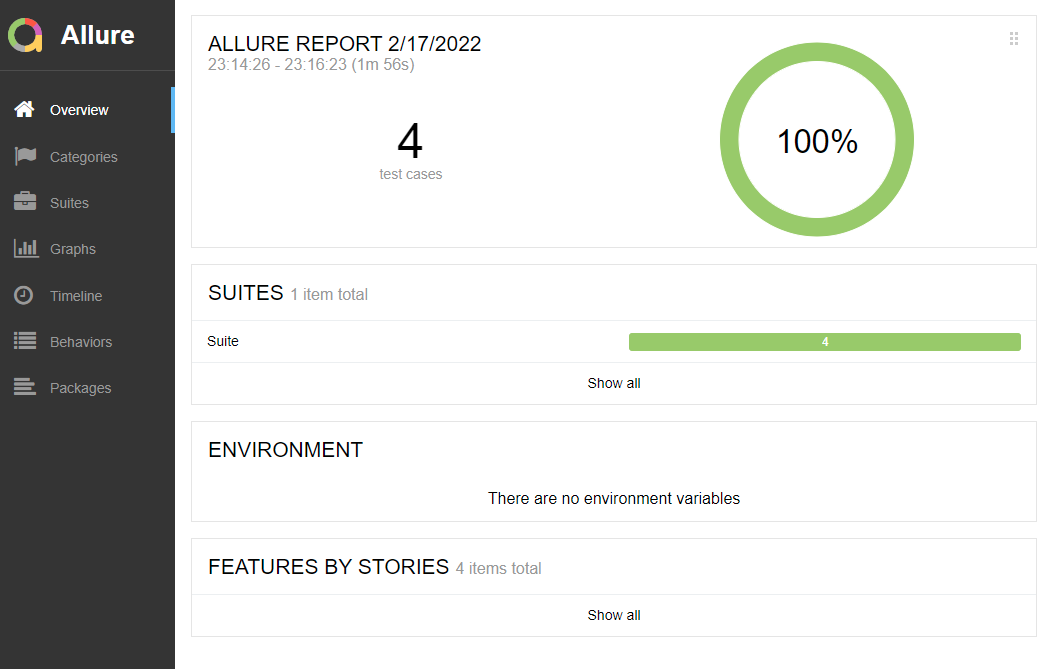 Allure
Overview
Categories
Suites
Graphs
Timeline
Behaviors
Packages
ALLURE REPORT 2/17/2022
23:14:26 - 23:16:23 (1m 56s)
4
test cases
100%
SUITES 1 item total
Suite 4
Show all
ENVIRONMENT
There are no environment variables
FEATURES BY STORIES 4 items total
Show all